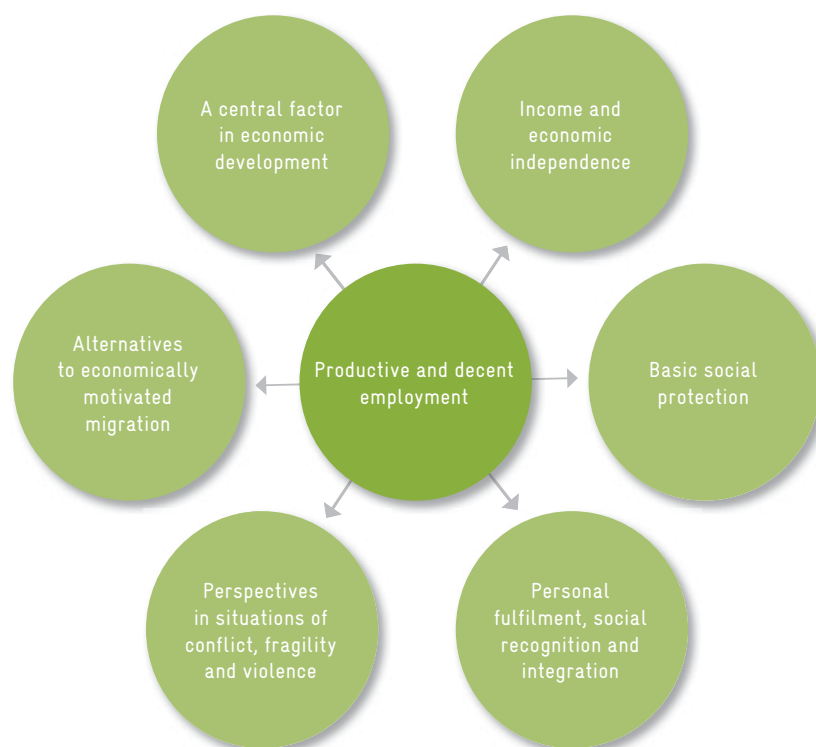 A central factor
in economic
development
Income and
economic
independence
Alternatives
to economically
motivated
migration
Productive and decent
employment
Basic social
protection
Perspectives
in situations of
conflict, fragility
and violence
Personal
fulfilment, social
recognition and
integration